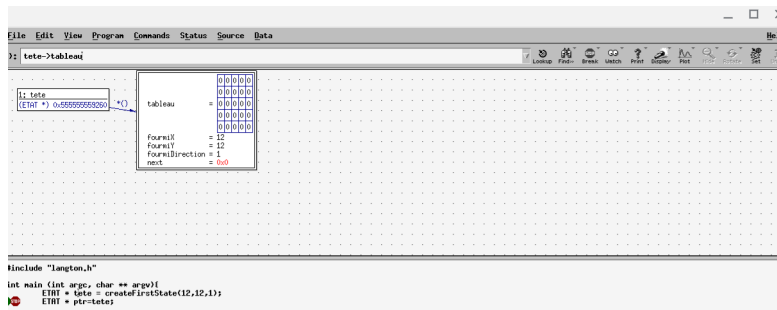 File Edit View Program Commands Status Source Data
): tete->tableau
Lookup Find» Break Watch Print Display Plot Hide Rotate Set
1: tete
(ETAT *) 0x555555559260
*()
0 0 0 0 0
0 0 0 0 0
tableau = 0 0 0 0 0
0 0 0 0 0
0 0 0 0 0
fourmiX = 12
fourmiY = 12
fourmiDirection = 1
next = 0x0
#include "langton.h"
int main (int argc, char ** argv){
ETAT * tete = createFirstState(12,12,1);
ETAT * ptr=tete;